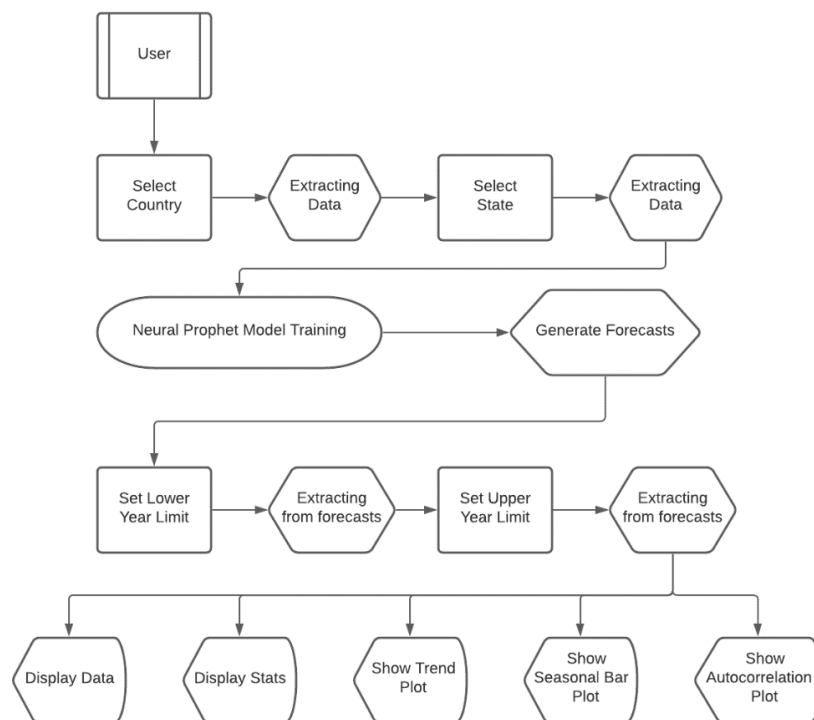 User
Select
Country
Extracting
Data
Select
State
Extracting
Data
Neural Prophet Model Training
Generate Forecasts
Set Lower
Year Limit
Extracting
from forecasts
Set Upper
Year Limit
Extracting
from forecasts
Display Data
Display Stats
Show Trend
Plot
Show
Seasonal Bar
Plot
Show
Autocorrelation
Plot